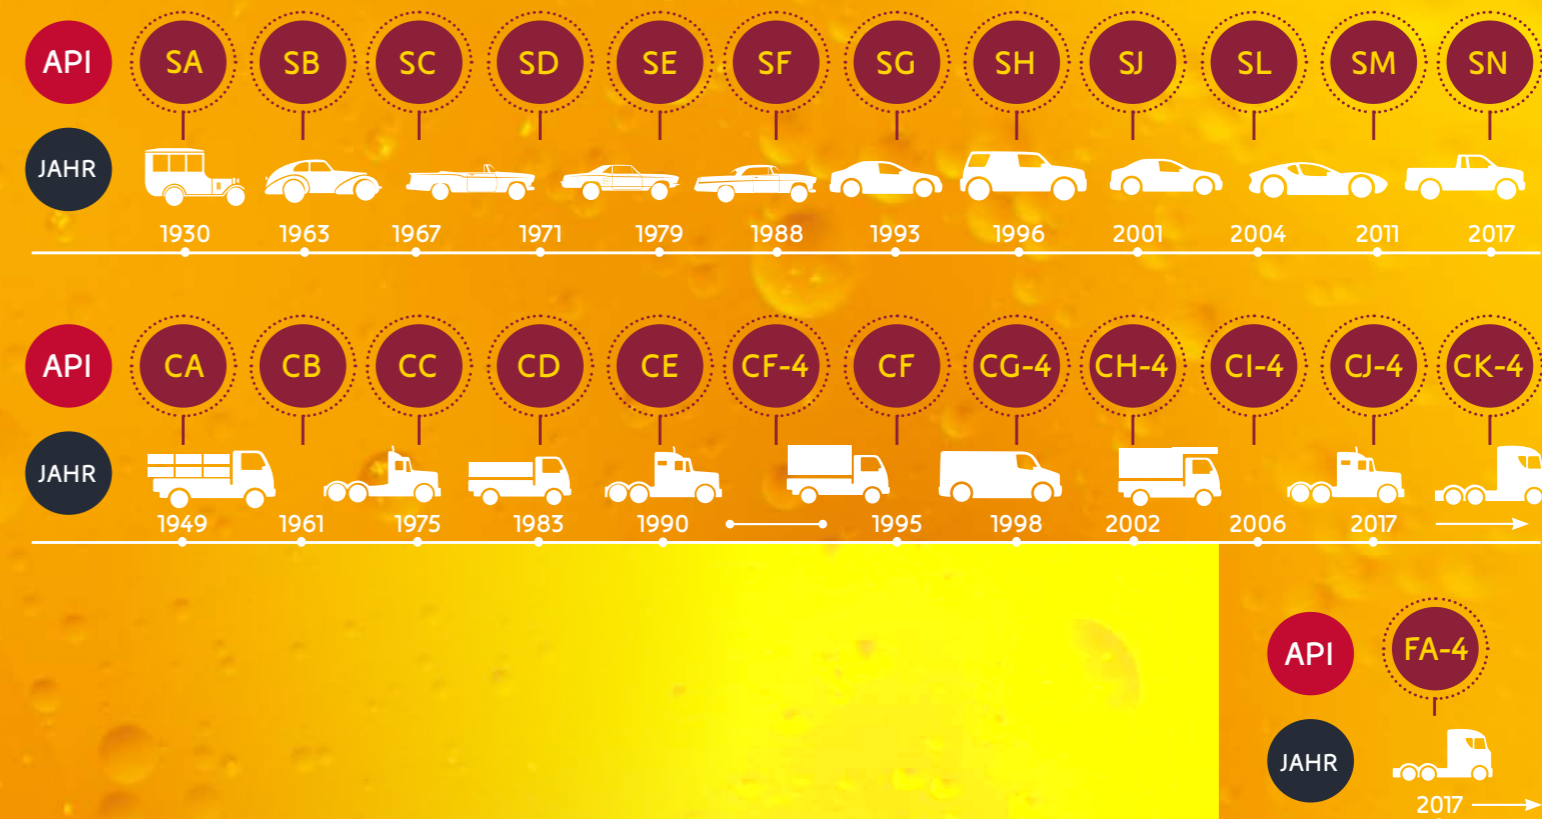 API SA SB SC SD SE SF SG SH SJ SL SM SN
JAHR
1930 1963 1967 1971 1979 1988 1993 1996 2001 2004 2011 2017
API CA CB CC CD CE CF-4 CF CG-4 CH-4 CI-4 CJ-4 CK-4
JAHR
1949 1961 1975 1983 1990 1995 1998 2002 2006 2017
API FA-4
JAHR
2017